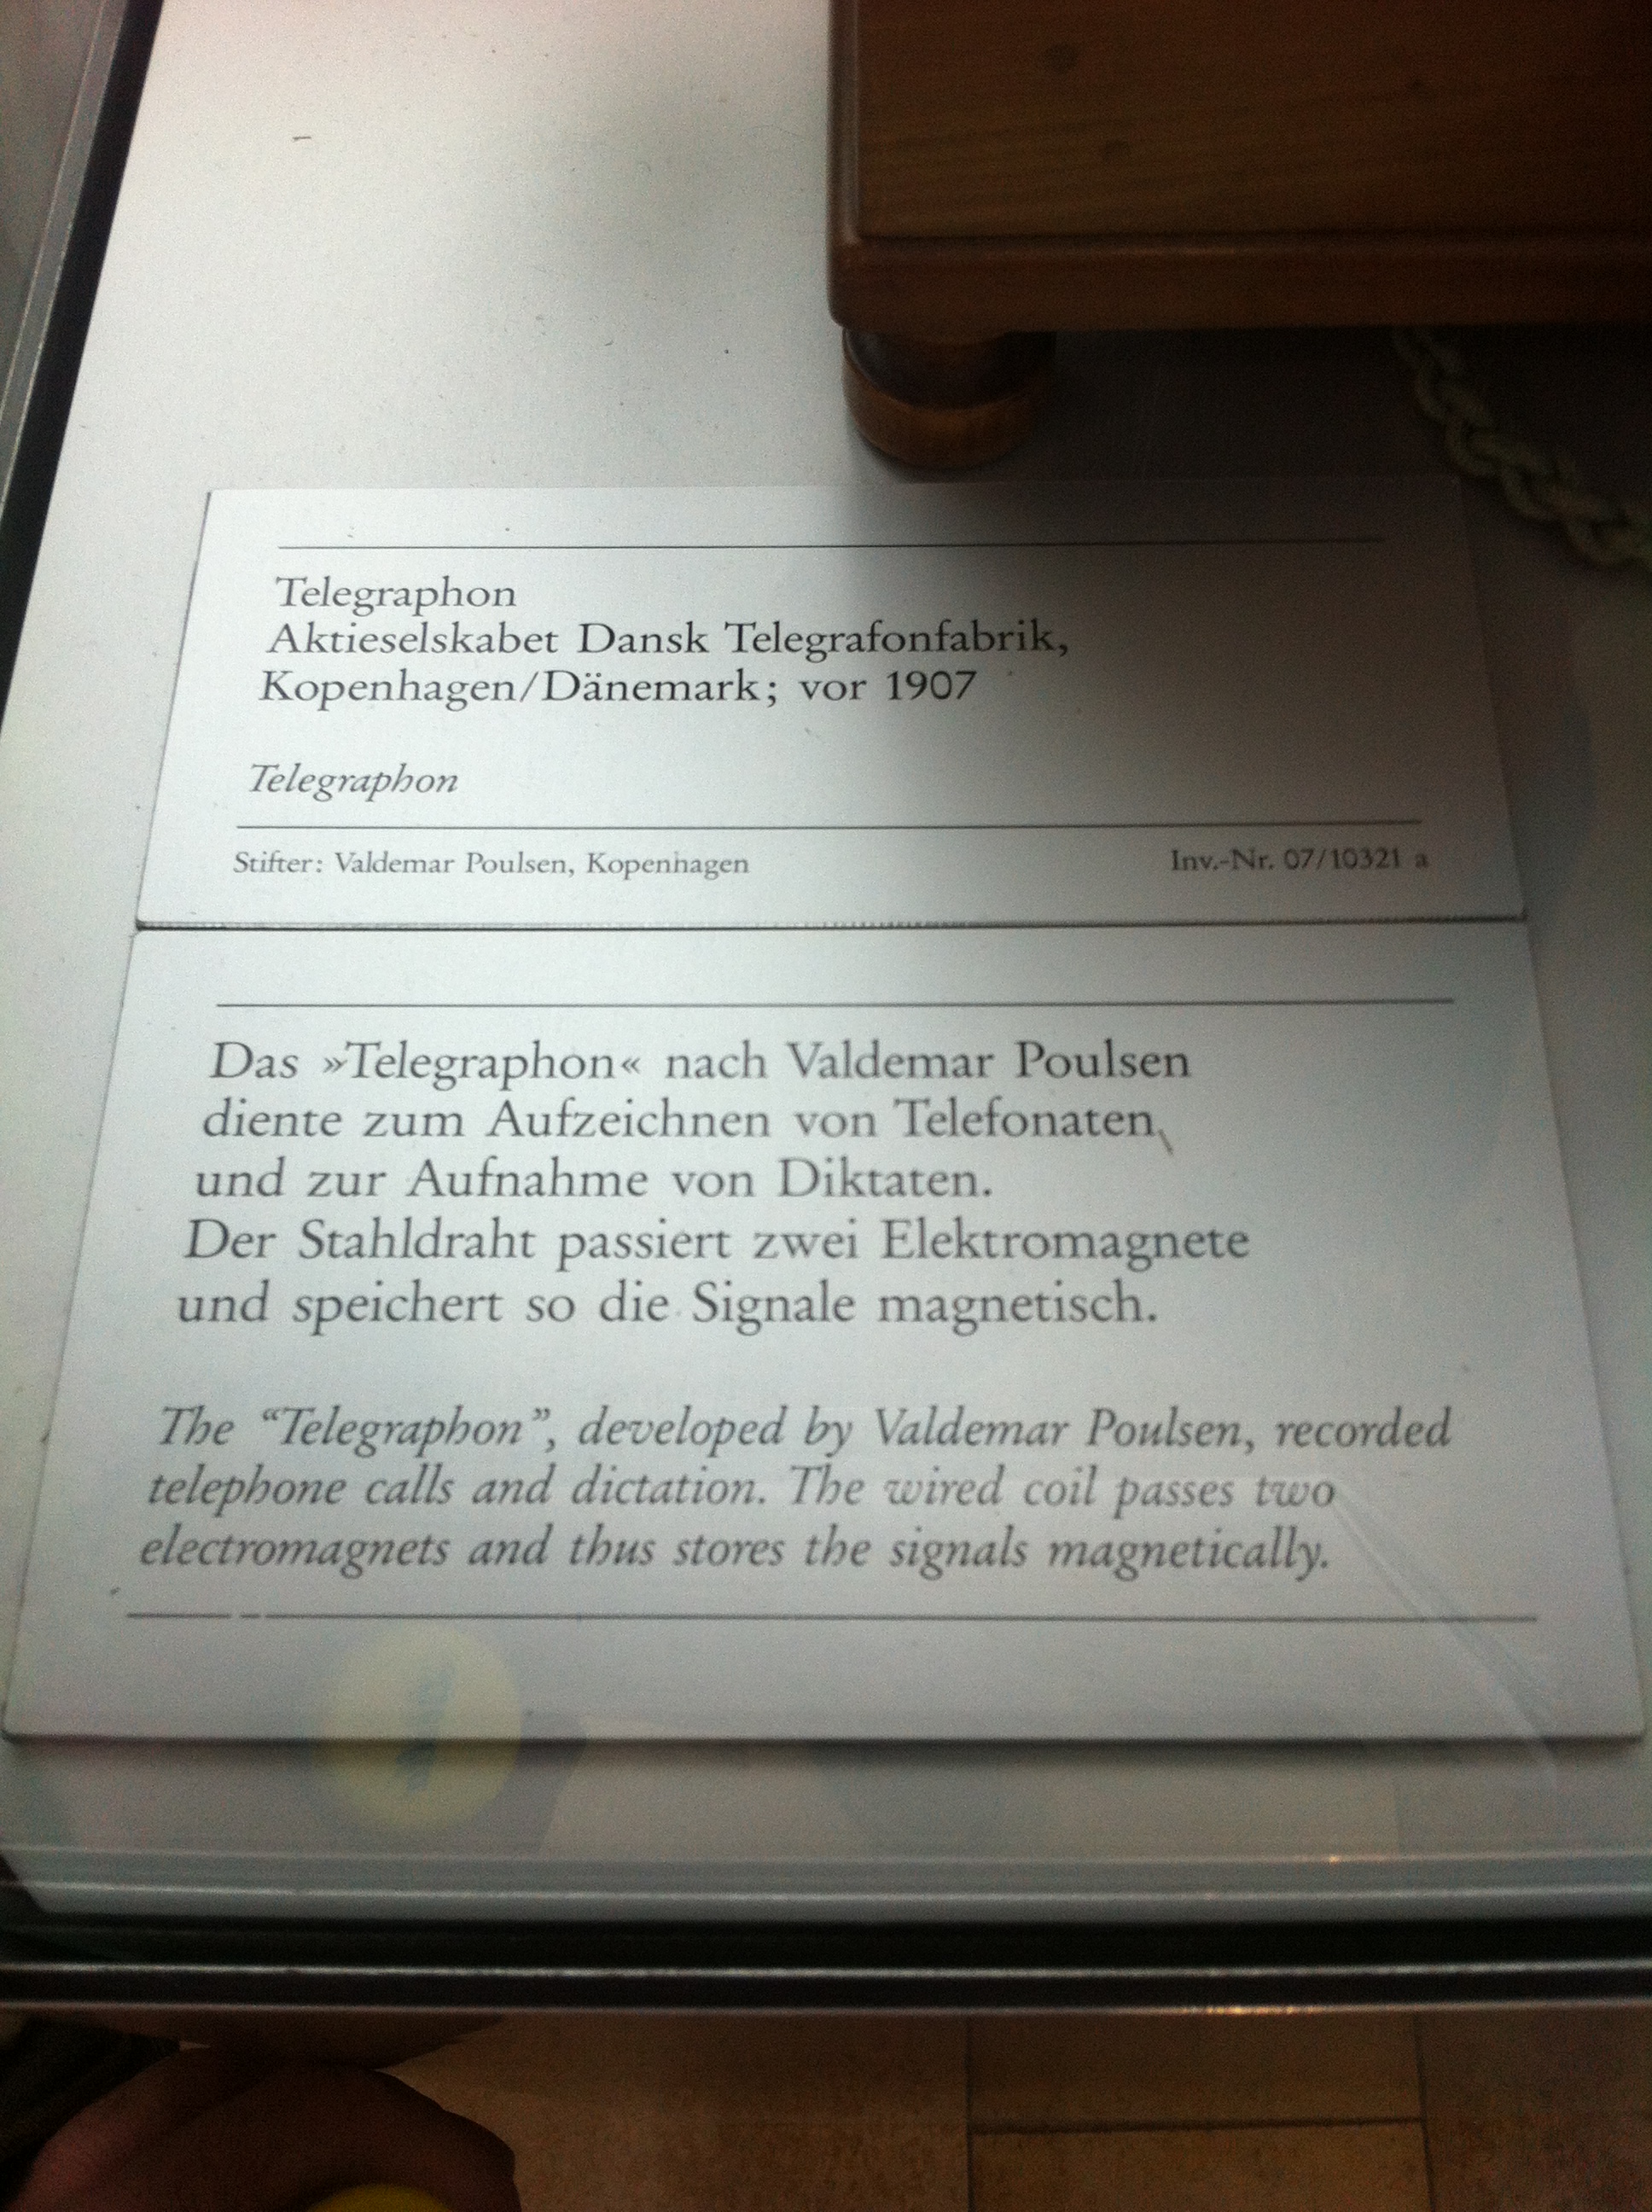 Telegraphon
Aktieselskabet Dansk Telegrafonfabrik,
Kopenhagen/Dänemark; vor 1907
Telegraphon
Stifter: Valdemar Poulsen, Kopenhagen
Inv.-Nr. 07/10321 a
Das »Telegraphon« nach Valdemar Poulsen
diente zum Aufzeichnen von Telefonaten
und zur Aufnahme von Diktaten.
Der Stahldraht passiert zwei Elektromagnete
und speichert so die Signale magnetisch.
The “Telegraphon”, developed by Valdemar Poulsen, recorded
telephone calls and dictation. The wired coil passes two
electromagnets and thus stores the signals magnetically.